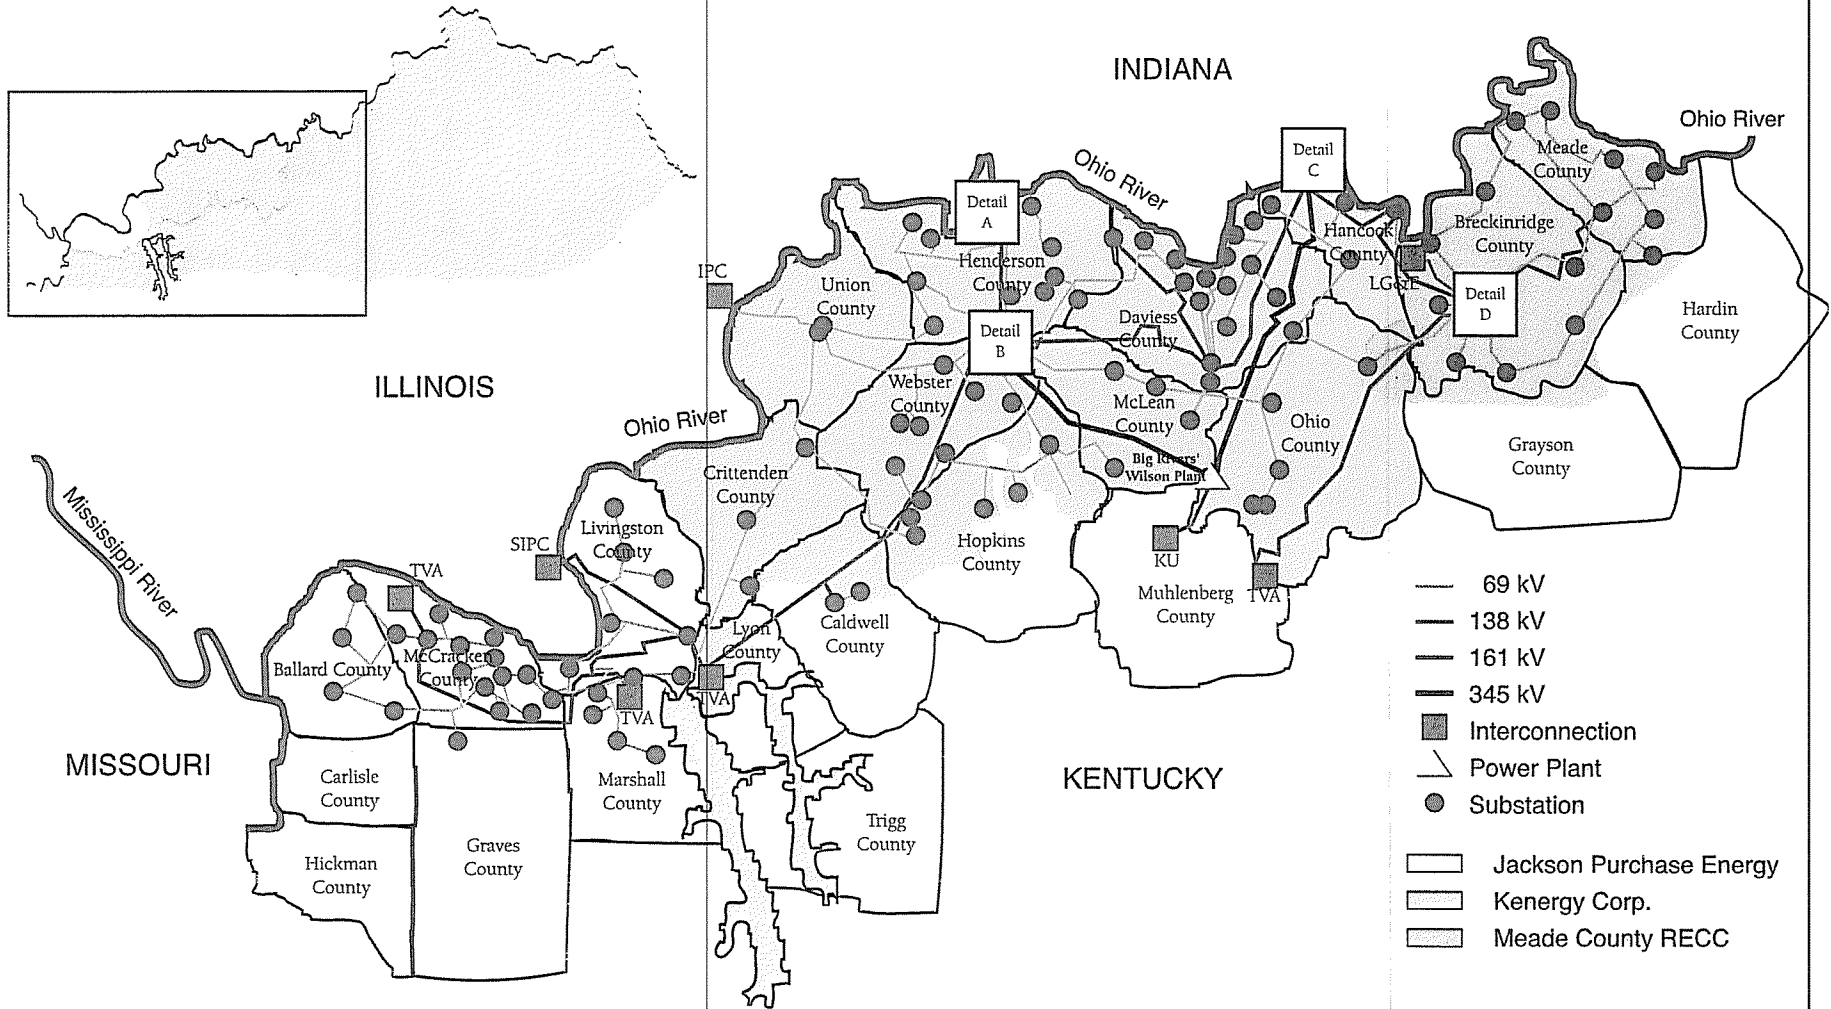 INDIANA
Ohio River
Meade
County
Detail
C
Ohio River
Detail
A
Breckinridge
County
Hancock
County
IPC
Henderson
County
LG&E
Union
County
Detail
D
Hardin
County
Daviess
County
Detail
B
ILLINOIS
Webster
County
McLean
County
Ohio River
Ohio
County
Grayson
County
Crittenden
County
Big Rivers'
Wilson Plant
Mississippi River
Livingston
County
SIPC
Hopkins
County
KU
TVA
TVA
Muhlenberg
County
Lyon
County
Caldwell
County
McCracken
County
Ballard County
TVA
TVA
MISSOURI
Carlisle
County
Marshall
County
KENTUCKY
Trigg
County
Graves
County
Hickman
County
69 kV
138 kV
161 kV
345 kV
Interconnection
Power Plant
Substation
Jackson Purchase Energy
Kenergy Corp.
Meade County RECC